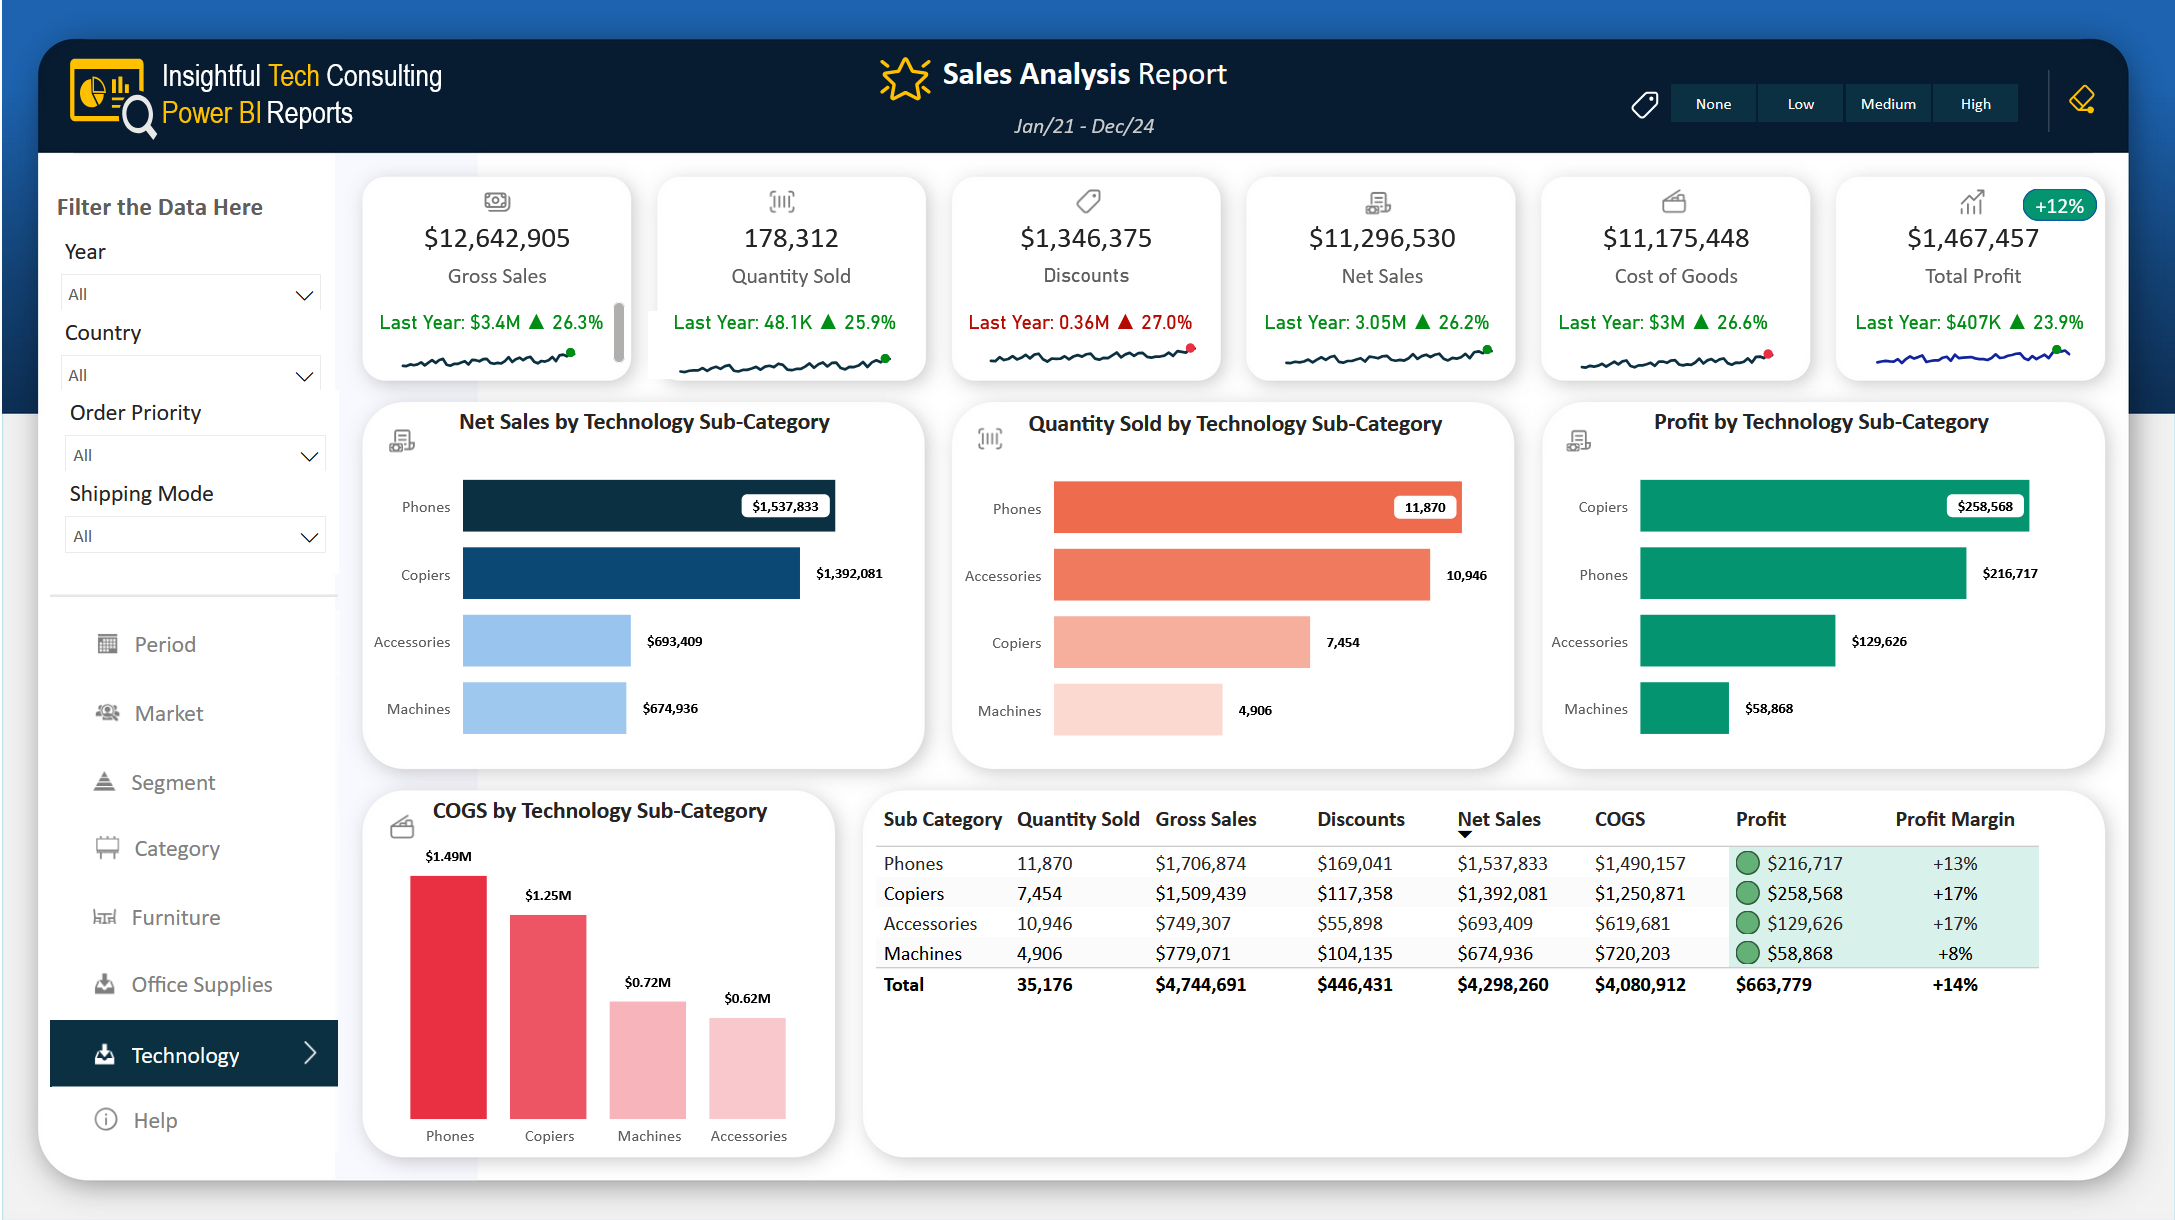 Insightful Tech Consulting
Power BI Reports
Sales Analysis Report
Jan/21 - Dec/24
None Low Medium High
Filter the Data Here
Year
All
Country
All
Order Priority
All
Shipping Mode
All
Period
Market
Segment
Category
Furniture
Office Supplies
Technology
Help
$12,642,905
Gross Sales
Last Year: $3.4M ▲ 26.3%
178,312
Quantity Sold
Last Year: 48.1K ▲ 25.9%
$1,346,375
Discounts
Last Year: 0.36M ▲ 27.0%
$11,296,530
Net Sales
Last Year: 3.05M ▲ 26.2%
$11,175,448
Cost of Goods
Last Year: $3M ▲ 26.6%
+12%
$1,467,457
Total Profit
Last Year: $407K ▲ 23.9%
Net Sales by Technology Sub-Category
Phones $1,537,833
Copiers $1,392,081
Accessories $693,409
Machines $674,936
Quantity Sold by Technology Sub-Category
Phones 11,870
Accessories 10,946
Copiers 7,454
Machines 4,906
Profit by Technology Sub-Category
Copiers $258,568
Phones $216,717
Accessories $129,626
Machines $58,868
COGS by Technology Sub-Category
$1.49M
$1.25M
$0.72M
$0.62M
Phones Copiers Machines Accessories
Sub Category Quantity Sold Gross Sales Discounts Net Sales COGS Profit Profit Margin
Phones 11,870 $1,706,874 $169,041 $1,537,833 $1,490,157 $216,717 +13%
Copiers 7,454 $1,509,439 $117,358 $1,392,081 $1,250,871 $258,568 +17%
Accessories 10,946 $749,307 $55,898 $693,409 $619,681 $129,626 +17%
Machines 4,906 $779,071 $104,135 $674,936 $720,203 $58,868 +8%
Total 35,176 $4,744,691 $446,431 $4,298,260 $4,080,912 $663,779 +14%